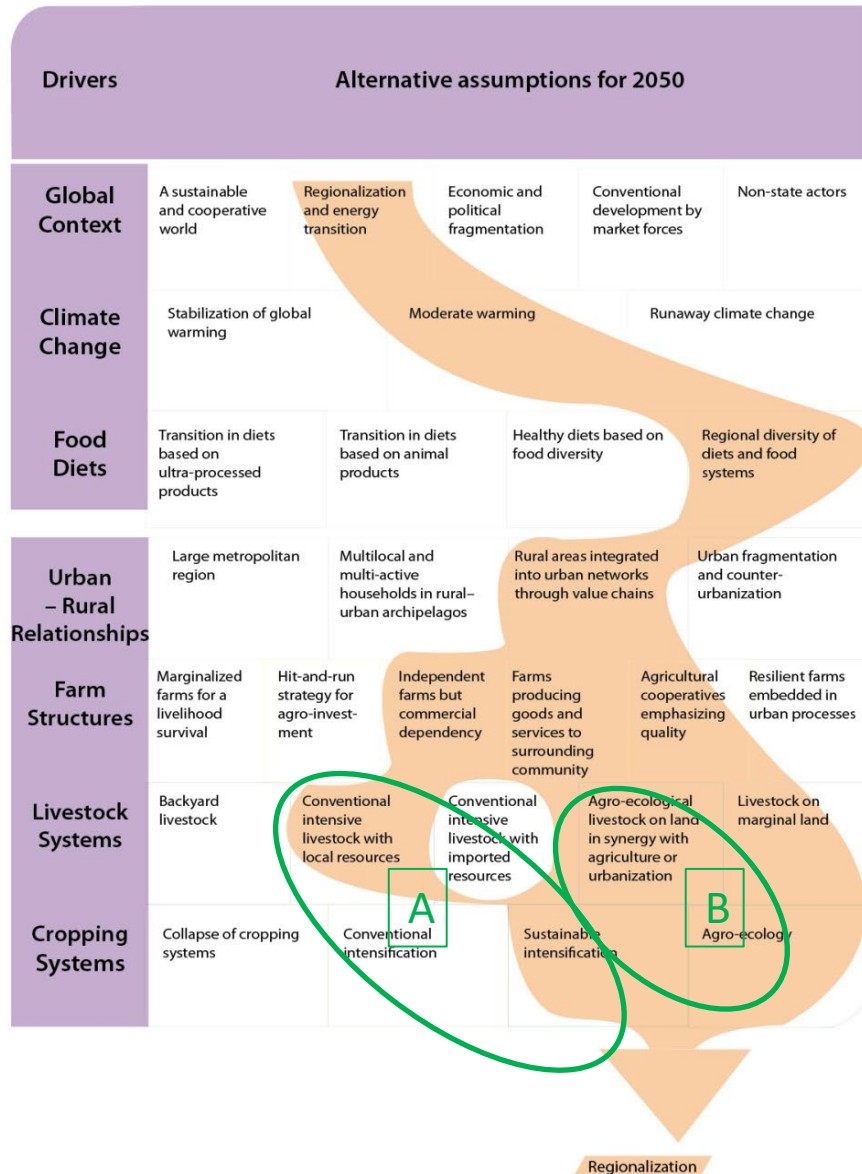 Drivers
Alternative assumptions for 2050
Global
Context
A sustainable
and cooperative
world
Regionalization
and energy
transition
Economic and
political
fragmentation
Conventional
development by
market forces
Non-state actors
Climate
Change
Stabilization of global
warming
Moderate warming
Runaway climate change
Food
Diets
Transition in diets
based on
ultra-processed
products
Transition in diets
based on animal
products
Healthy diets based on
food diversity
Regional diversity of
diets and food
systems
Urban
– Rural
Relationships
Large metropolitan
region
Multilocal and
multi-active
households in rural–
urban archipelagos
Rural areas integrated
into urban networks
through value chains
Urban fragmentation
and counter-
urbanization
Farm
Structures
Marginalized
farms for a
livelihood
survival
Hit-and-run
strategy for
agro-invest-
ment
Independent
farms but
commercial
dependency
Farms
producing
goods and
services to
surrounding
community
Agricultural
cooperatives
emphasizing
quality
Resilient farms
embedded in
urban processes
Livestock
Systems
Backyard
livestock
Conventional
intensive
livestock with
local resources
Conventional
intensive
livestock with
imported
resources
Agro-ecological
livestock on land
in synergy with
agriculture or
urbanization
Livestock on
marginal land
A
B
Cropping
Systems
Collapse of cropping
systems
Conventional
intensification
Sustainable
intensification
Agro-ecology
Regionalization